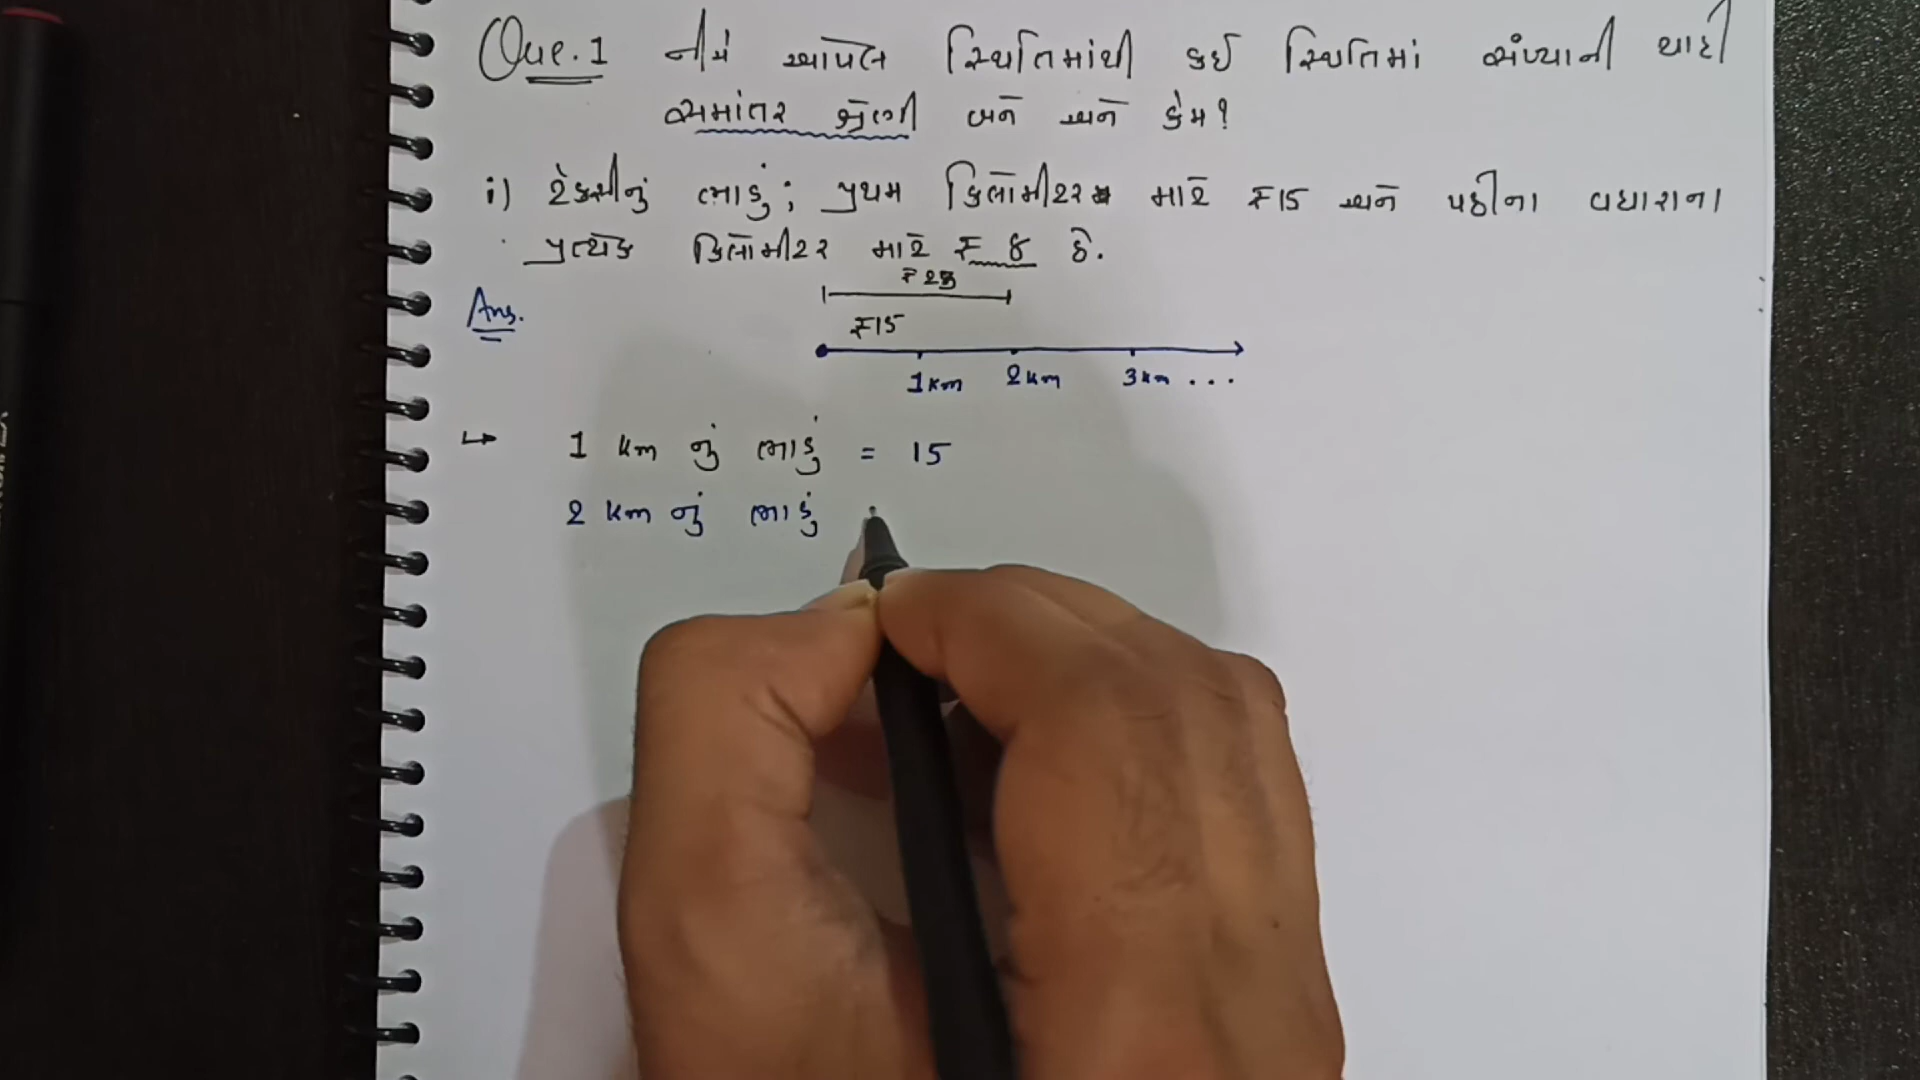 Que.1 નીચે આપેલ સ્થિતિમાંથી કઈ સ્થિતિમાં સંખ્યાની યાદી
સમાંતર શ્રેણી બને અને કેમ?
i) ટેક્સીનું ભાડું; પ્રથમ કિલોમીટર માટે ₹15 અને પછીના વધારાના
પ્રત્યેક કિલોમીટર માટે ₹ 8 છે.
Ans.
₹ 23
₹15
1km 2km 3km ...
↳ 1 km નું ભાડું = 15
2 km નું ભાડું